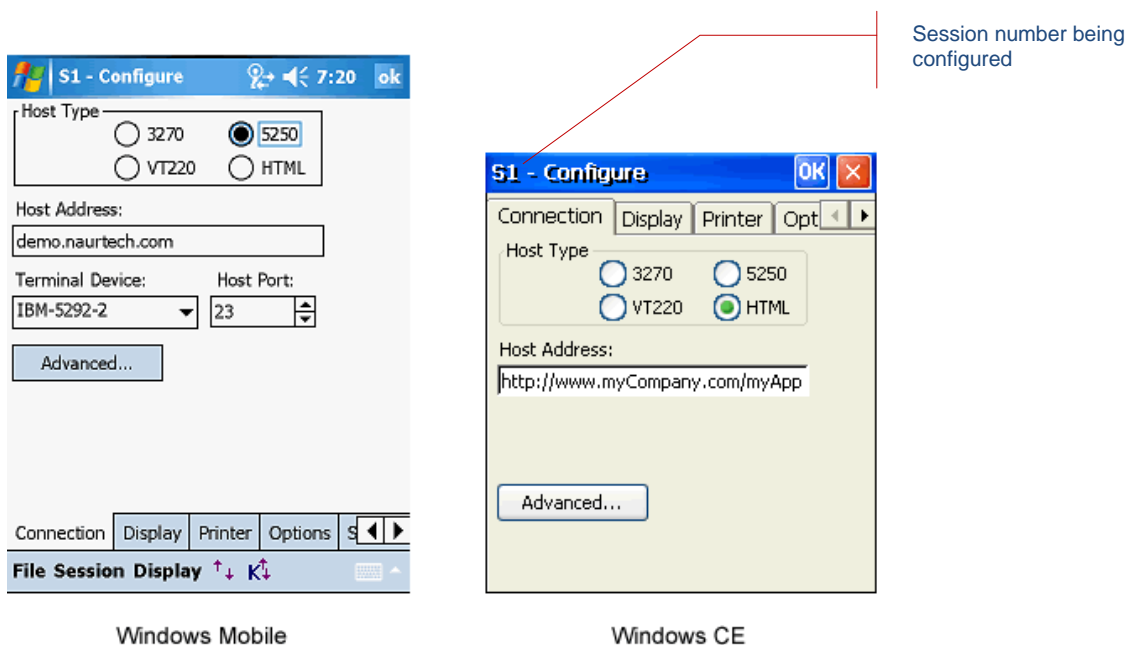 Session number being
configured
S1 - Configure 7:20 ok
Host Type
3270 5250
VT220 HTML
Host Address:
demo.naurtech.com
Terminal Device: Host Port:
IBM-5292-2 23
Advanced...
Connection Display Printer Options S
File Session Display K
Windows Mobile
S1 - Configure OK
Connection Display Printer Opt
Host Type
3270 5250
VT220 HTML
Host Address:
http://www.myCompany.com/myApp
Advanced...
Windows CE